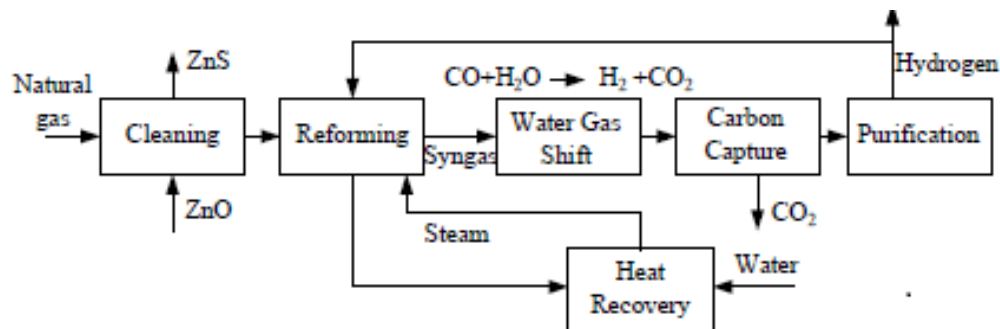 ZnS
Hydrogen
CO+H₂O → H₂ +CO₂
Natural
gas
Cleaning
Reforming
Syngas
Water Gas
Shift
Carbon
Capture
Purification
ZnO
Steam
CO₂
Heat
Recovery
Water